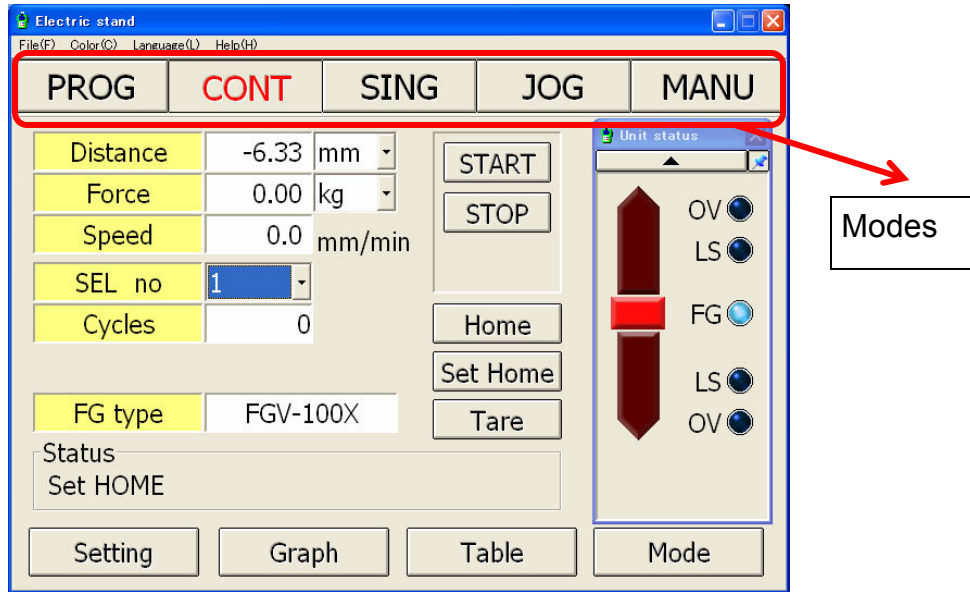 Electric stand
File(F) Color(C) Language(L) Help(H)
PROG CONT SING JOG MANU
Unit status
Distance -6.33 mm
Force 0.00 kg
Speed 0.0 mm/min
SEL no 1
Cycles 0
FG type FGV-100X
START
STOP
Home
Set Home
Tare
OV
LS
FG
LS
OV
Modes
Status
Set HOME
Setting Graph Table Mode